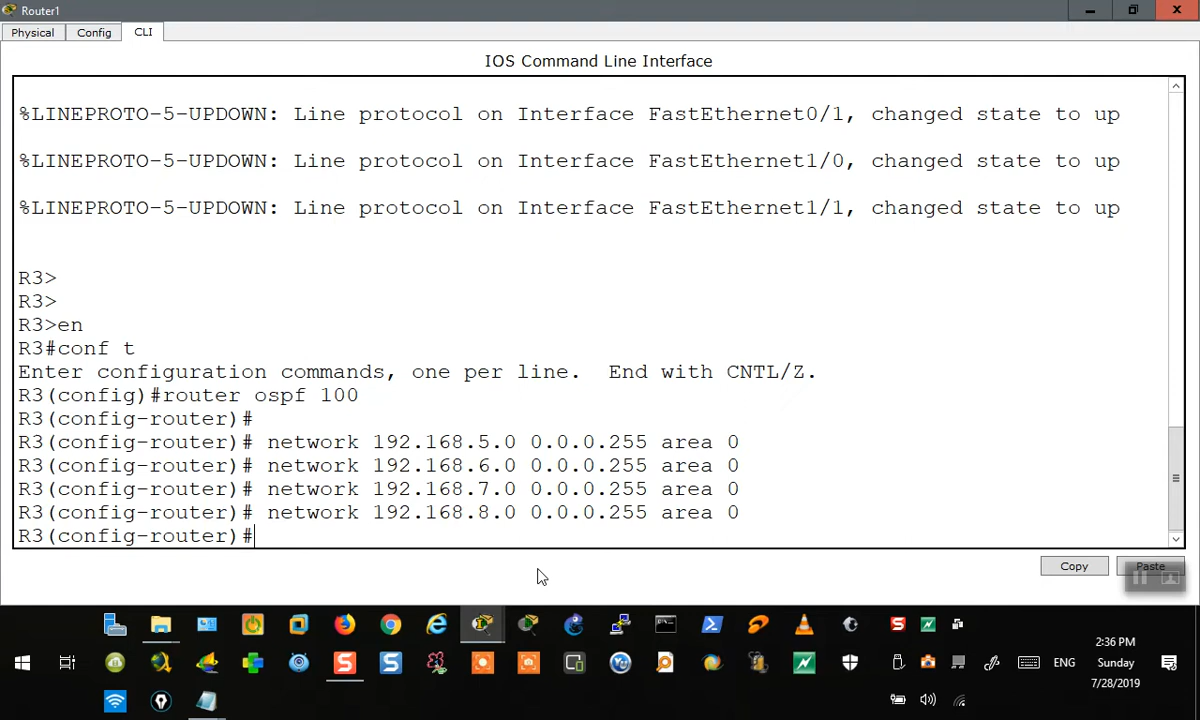 Router1
Physical Config CLI
IOS Command Line Interface
%LINEPROTO-5-UPDOWN: Line protocol on Interface FastEthernet0/1, changed state to up
%LINEPROTO-5-UPDOWN: Line protocol on Interface FastEthernet1/0, changed state to up
%LINEPROTO-5-UPDOWN: Line protocol on Interface FastEthernet1/1, changed state to up
R3>
R3>
R3>en
R3#conf t
Enter configuration commands, one per line.  End with CNTL/Z.
R3(config)#router ospf 100
R3(config-router)#
R3(config-router)# network 192.168.5.0 0.0.0.255 area 0
R3(config-router)# network 192.168.6.0 0.0.0.255 area 0
R3(config-router)# network 192.168.7.0 0.0.0.255 area 0
R3(config-router)# network 192.168.8.0 0.0.0.255 area 0
R3(config-router)#
Copy Paste
2:36 PM
ENG Sunday
7/28/2019